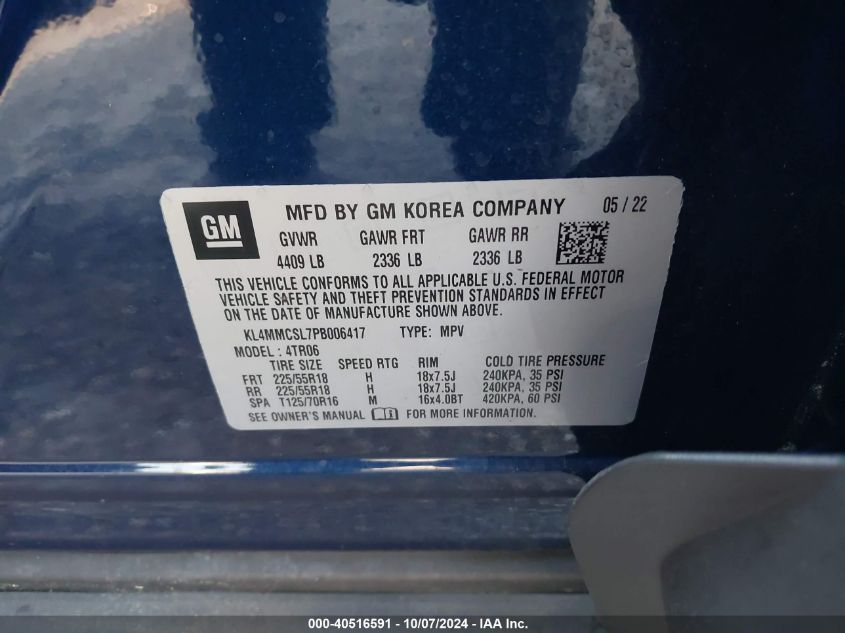 GM MFD BY GM KOREA COMPANY 05 / 22
GVWR GAWR FRT GAWR RR
4409 LB 2336 LB 2336 LB
THIS VEHICLE CONFORMS TO ALL APPLICABLE U.S. FEDERAL MOTOR
VEHICLE SAFETY AND THEFT PREVENTION STANDARDS IN EFFECT
ON THE DATE OF MANUFACTURE SHOWN ABOVE.
KL4MMCSL7PB006417 TYPE: MPV
MODEL: 4TR06
TIRE SIZE SPEED RTG RIM COLD TIRE PRESSURE
FRT 225/55R18 H 18x7.5J 240KPA, 35 PSI
RR 225/55R18 H 18x7.5J 240KPA, 35 PSI
SPA T125/70R16 M 16x4.0BT 420KPA, 60 PSI
SEE OWNER'S MANUAL FOR MORE INFORMATION.
000-40516591 - 10/07/2024 - IAA Inc.